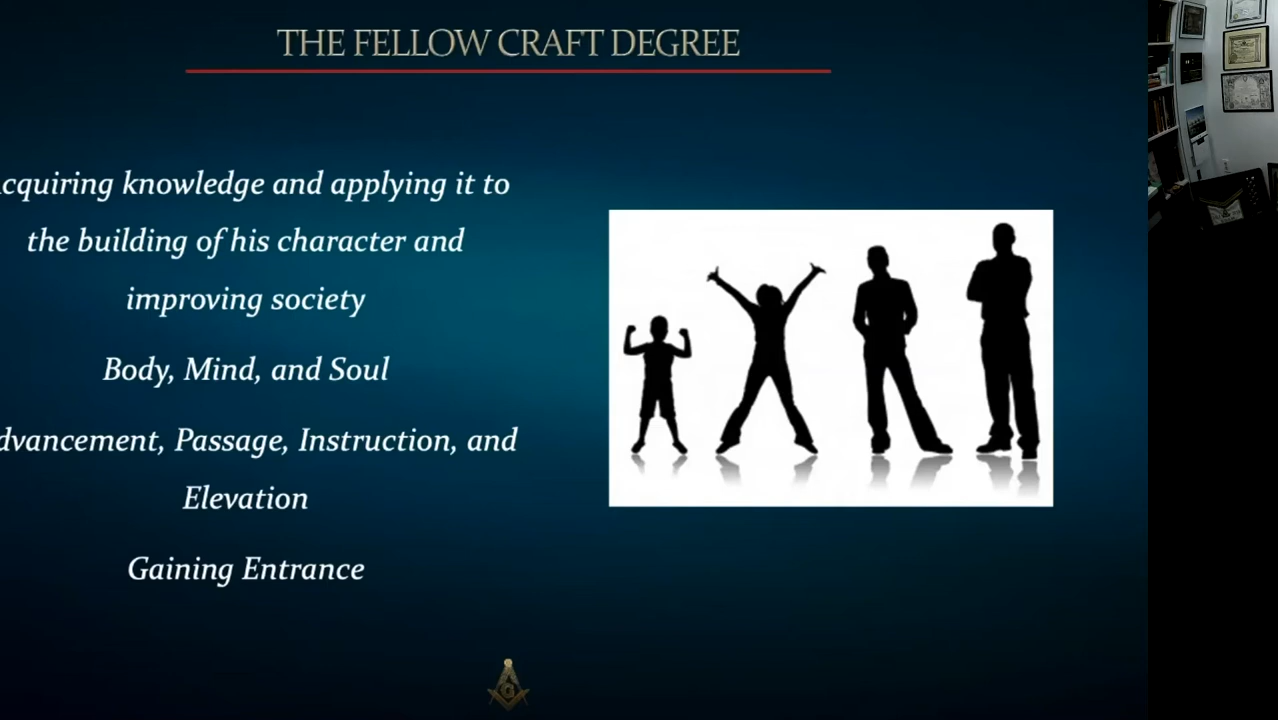 THE FELLOW CRAFT DEGREE
cquiring knowledge and applying it to
the building of his character and
improving society
Body, Mind, and Soul
dvancement, Passage, Instruction, and
Elevation
Gaining Entrance
G